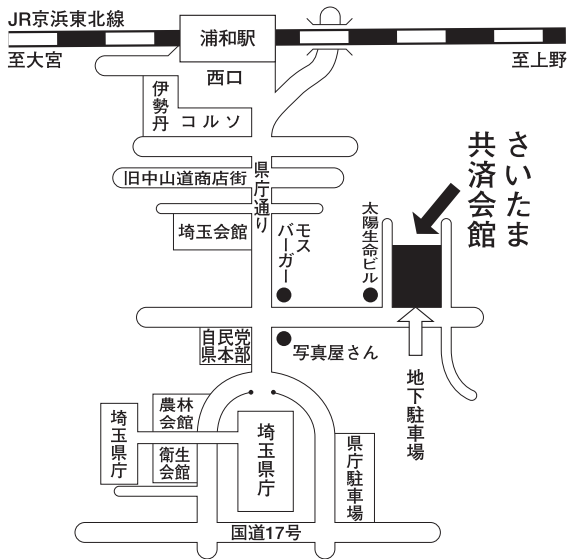 JR京浜東北線
浦和駅
至大宮
至上野
西口
伊勢丹
コルソ
さいたま
共済会館
旧中山道商店街
県庁通り
埼玉会館
モス
バーガー
太陽生命ビル
自民党
県本部
写真屋さん
地下駐車場
農林
会館
埼玉県庁
衛生
会館
埼玉県庁
県庁駐車場
国道17号